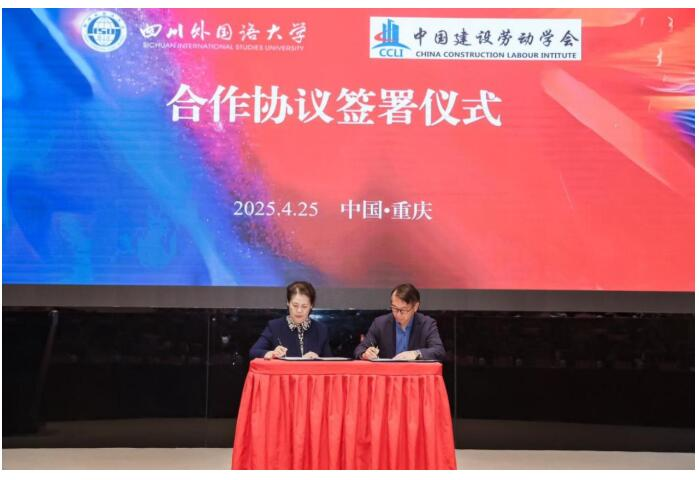 SISU
四川外国语大学
SICHUAN INTERNATIONAL STUDIES UNIVERSITY
CCLI
中国建设劳动学会
CHINA CONSTRUCTION LABOUR INTITUTE
合作协议签署仪式
2025.4.25 中国•重庆